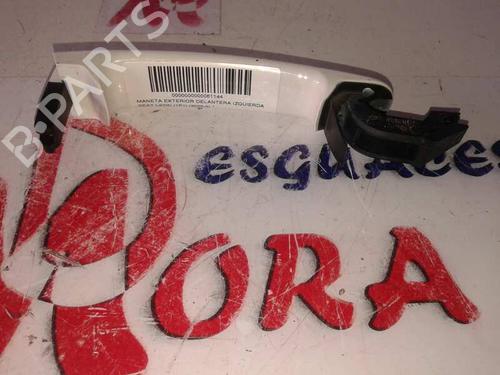 0000000000061144
MANETA EXTERIOR DELANTERA IZQUIERDA
B-PARTS
ESGUACES
ORA